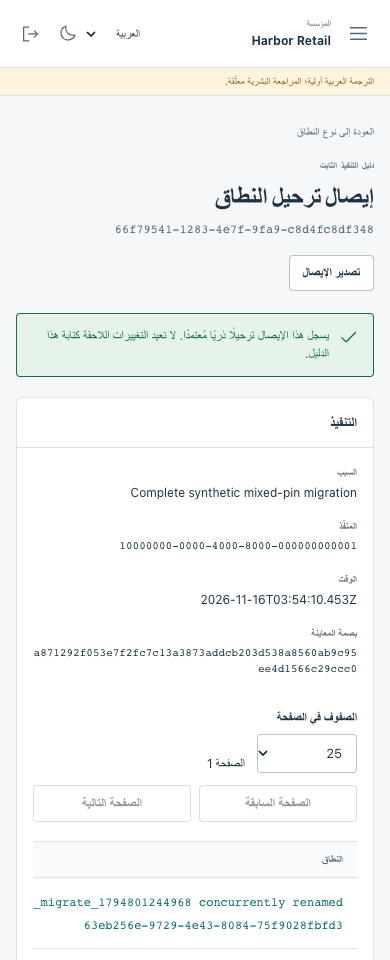 المؤسسة
Harbor Retail
العربية
الترجمة العربية أولية؛ المراجعة البشرية معلّقة.
العودة إلى نوع النطاق
دليل التنفيذ الثابت
إيصال ترحيل النطاق
66f79541-1283-4e7f-9fa9-c8d4fc8df348
تصدير الإيصال
يسجل هذا الإيصال ترحيلًا ذريًا مُعتمدًا. لا تعيد التغييرات اللاحقة كتابة هذا
الدليل.
التنفيذ
السبب
Complete synthetic mixed-pin migration
المنفّذ
10000000-0000-4000-8000-000000000001
الوقت
2026-11-16T03:54:10.453Z
بصمة المعاينة
a871292f053e7f2fc7c13a3873addcb203d538a8560ab9c95
ee4d1566c29ccc0
الصفوف في الصفحة
25
الصفحة 1
الصفحة السابقة
الصفحة التالية
النطاق
_migrate_1794801244968 concurrently renamed
63eb256e-9729-4e43-8084-75f9028fbfd3